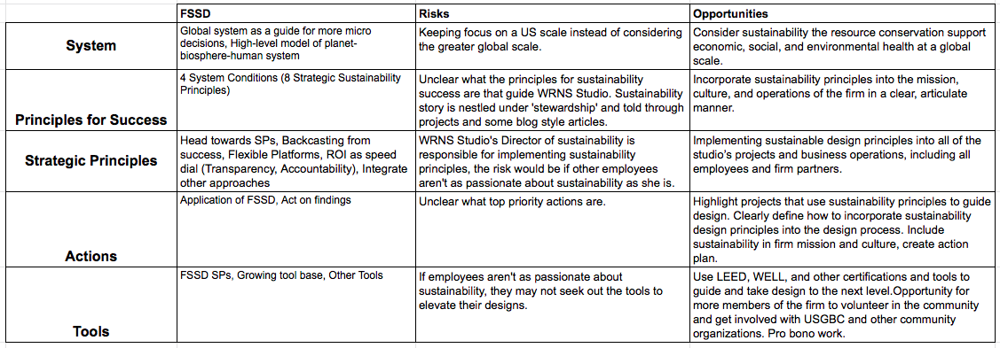 FSSD
Risks
Opportunities
System
Global system as a guide for more micro
decisions, High-level model of planet-
biosphere-human system
Keeping focus on a US scale instead of considering
the greater global scale.
Consider sustainability the resource conservation support
economic, social, and environmental health at a global
scale.
Principles for Success
4 System Conditions (8 Strategic Sustainability
Principles)
Unclear what the principles for sustainability
success are that guide WRNS Studio. Sustainability
story is nestled under 'stewardship' and told through
projects and some blog style articles.
Incorporate sustainability principles into the mission,
culture, and operations of the firm in a clear, articulate
manner.
Strategic Principles
Head towards SPs, Backcasting from
success, Flexible Platforms, ROI as speed
dial (Transparency, Accountability), Integrate
other approaches
WRNS Studio's Director of sustainability is
responsible for implementing sustainability
principles, the risk would be if other employees
aren't as passionate about sustainability as she is.
Implementing sustainable design principles into all of the
studio's projects and business operations, including all
employees and firm partners.
Actions
Application of FSSD, Act on findings
Unclear what top priority actions are.
Highlight projects that use sustainability principles to guide
design. Clearly define how to incorporate sustainability
design principles into the design process. Include
sustainability in firm mission and culture, create action
plan.
Tools
FSSD SPs, Growing tool base, Other Tools
If employees aren't as passionate about
sustainability, they may not seek out the tools to
elevate their designs.
Use LEED, WELL, and other certifications and tools to
guide and take design to the next level.Opportunity for
more members of the firm to volunteer in the community
and get involved with USGBC and other community
organizations. Pro bono work.